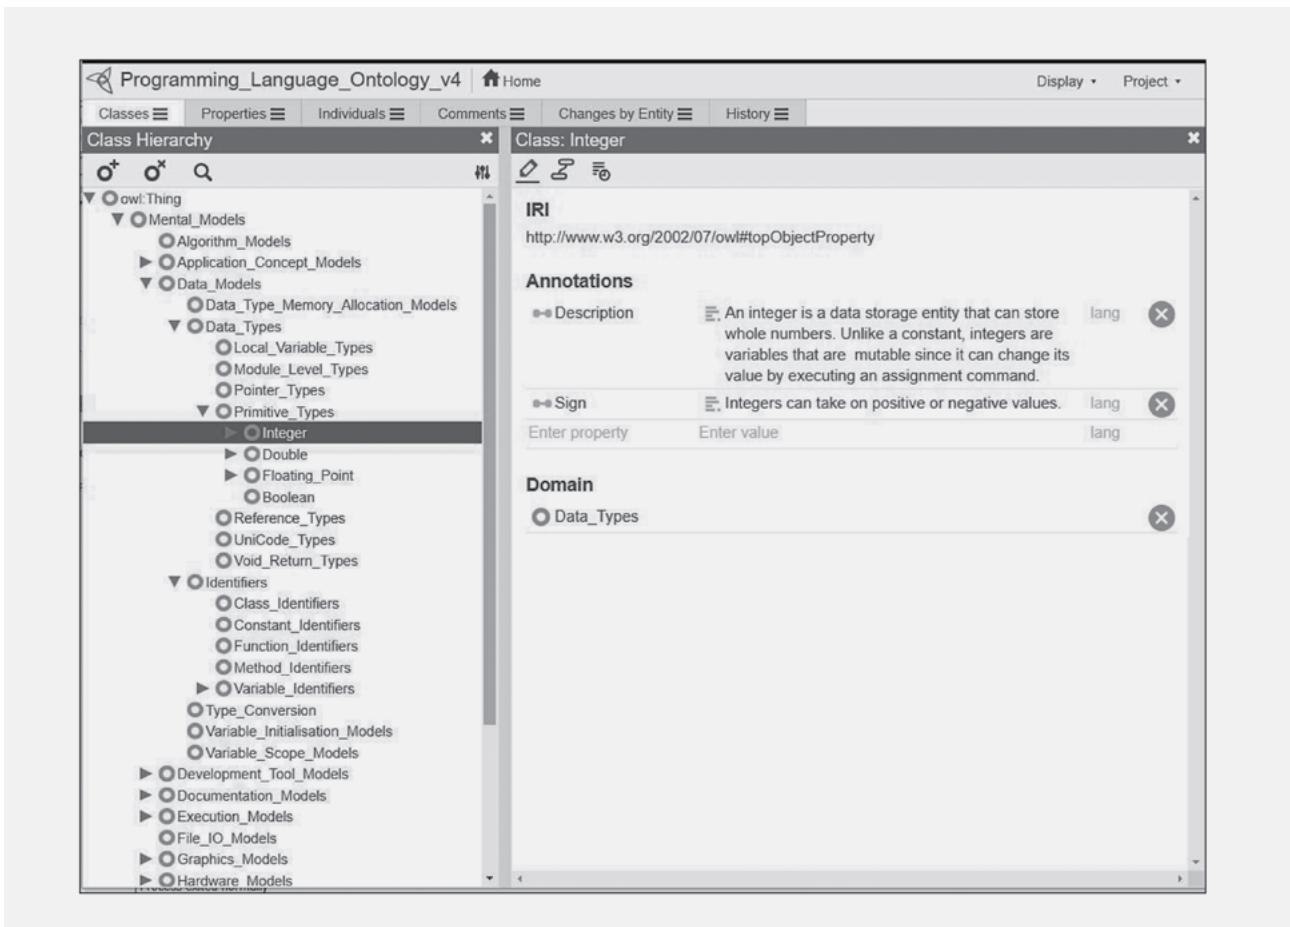 Programming_Language_Ontology_v4 Home Display Project
Classes Properties Individuals Comments Changes by Entity History
Class Hierarchy
owl:Thing
Mental_Models
Algorithm_Models
Application_Concept_Models
Data_Models
Data_Type_Memory_Allocation_Models
Data_Types
Local_Variable_Types
Module_Level_Types
Pointer_Types
Primitive_Types
Integer
Double
Floating_Point
Boolean
Reference_Types
UniCode_Types
Void_Return_Types
Identifiers
Class_Identifiers
Constant_Identifiers
Function_Identifiers
Method_Identifiers
Variable_Identifiers
Type_Conversion
Variable_Initialisation_Models
Variable_Scope_Models
Development_Tool_Models
Documentation_Models
Execution_Models
File_IO_Models
Graphics_Models
Hardware_Models
Class: Integer
IRI
http://www.w3.org/2002/07/owl#topObjectProperty
Annotations
Description An integer is a data storage entity that can store lang
whole numbers. Unlike a constant, integers are
variables that are mutable since it can change its
value by executing an assignment command.
Sign Integers can take on positive or negative values. lang
Enter property Enter value lang
Domain
Data_Types